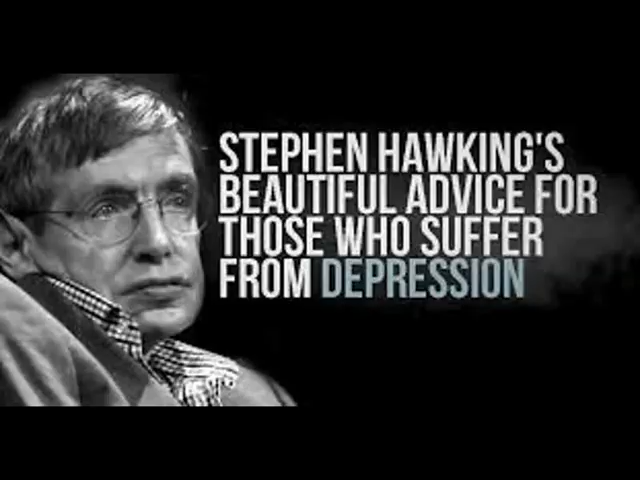 STEPHEN HAWKING'S
BEAUTIFUL ADVICE FOR
THOSE WHO SUFFER
FROM DEPRESSION